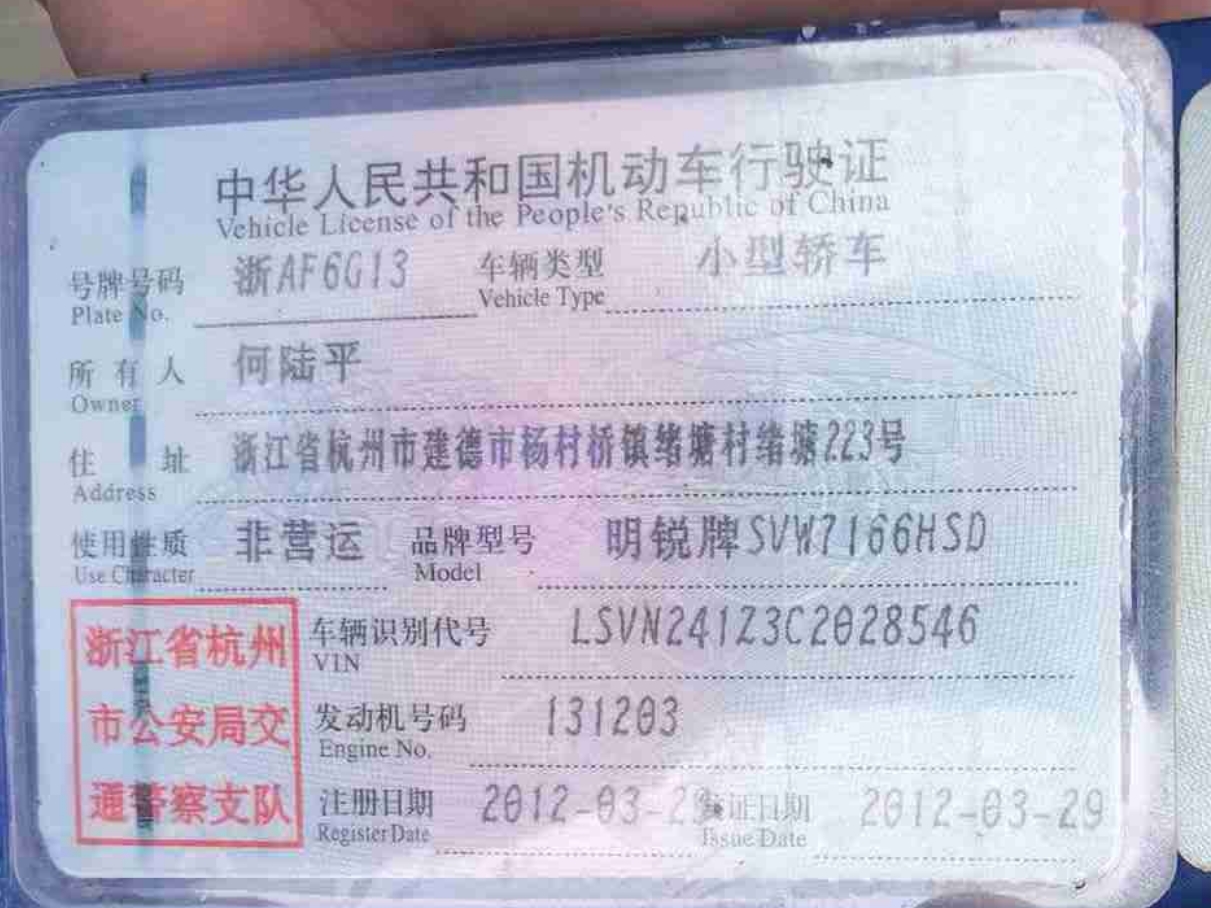 中华人民共和国机动车行驶证
Vehicle License of the People's Republic of China
号牌号码 浙AF6G13 车辆类型 小型轿车
Plate No. Vehicle Type
所有人 何陆平
Owner
住址 浙江省杭州市建德市杨村桥镇绪塘村绪塘223号
Address
使用性质 非营运 品牌型号 明锐牌SVW7166HSD
Use Character Model
浙江省杭州
市公安局交
通警察支队
车辆识别代号 LSVN241Z3C2028546
VIN
发动机号码 131203
Engine No.
注册日期 2012-03-29 发证日期 2012-03-29
Register Date Issue Date